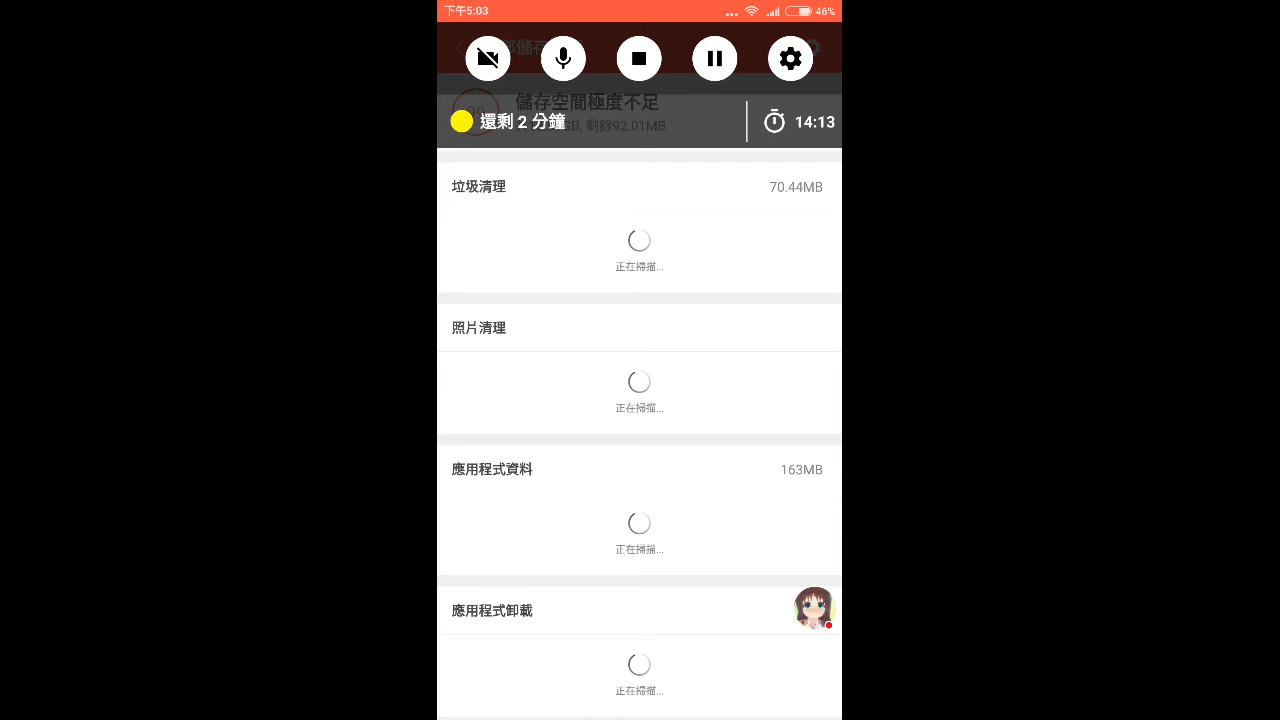 下午5:03
46%
儲存空間極度不足
還剩 2 分鐘
GB, 剩餘92.01MB
14:13
垃圾清理
70.44MB
正在掃描...
照片清理
正在掃描...
應用程式資料
163MB
正在掃描...
應用程式卸載
正在掃描...